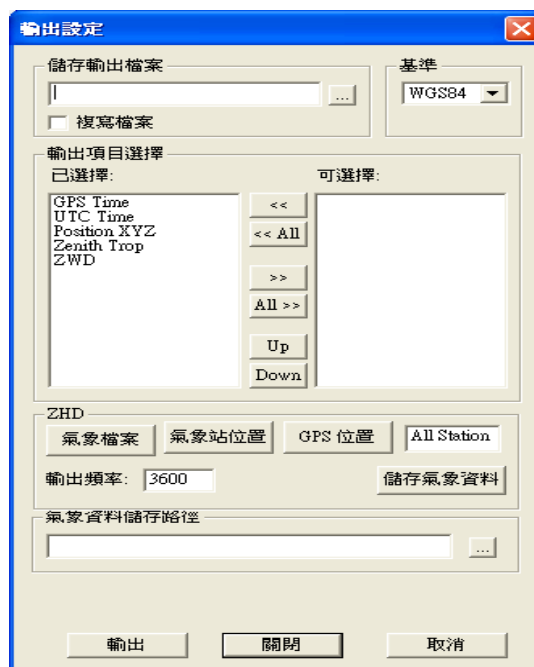 輸出設定
儲存輸出檔案
基準
...
WGS84
複寫檔案
輸出項目選擇
已選擇:
可選擇:
GPS Time
UTC Time
Position XYZ
Zenith Trop
ZWD
<<
<< All
>>
All >>
Up
Down
ZHD
氣象檔案
氣象站位置
GPS 位置
All Station
輸出頻率:
3600
儲存氣象資料
氣象資料儲存路徑
...
輸出
關閉
取消